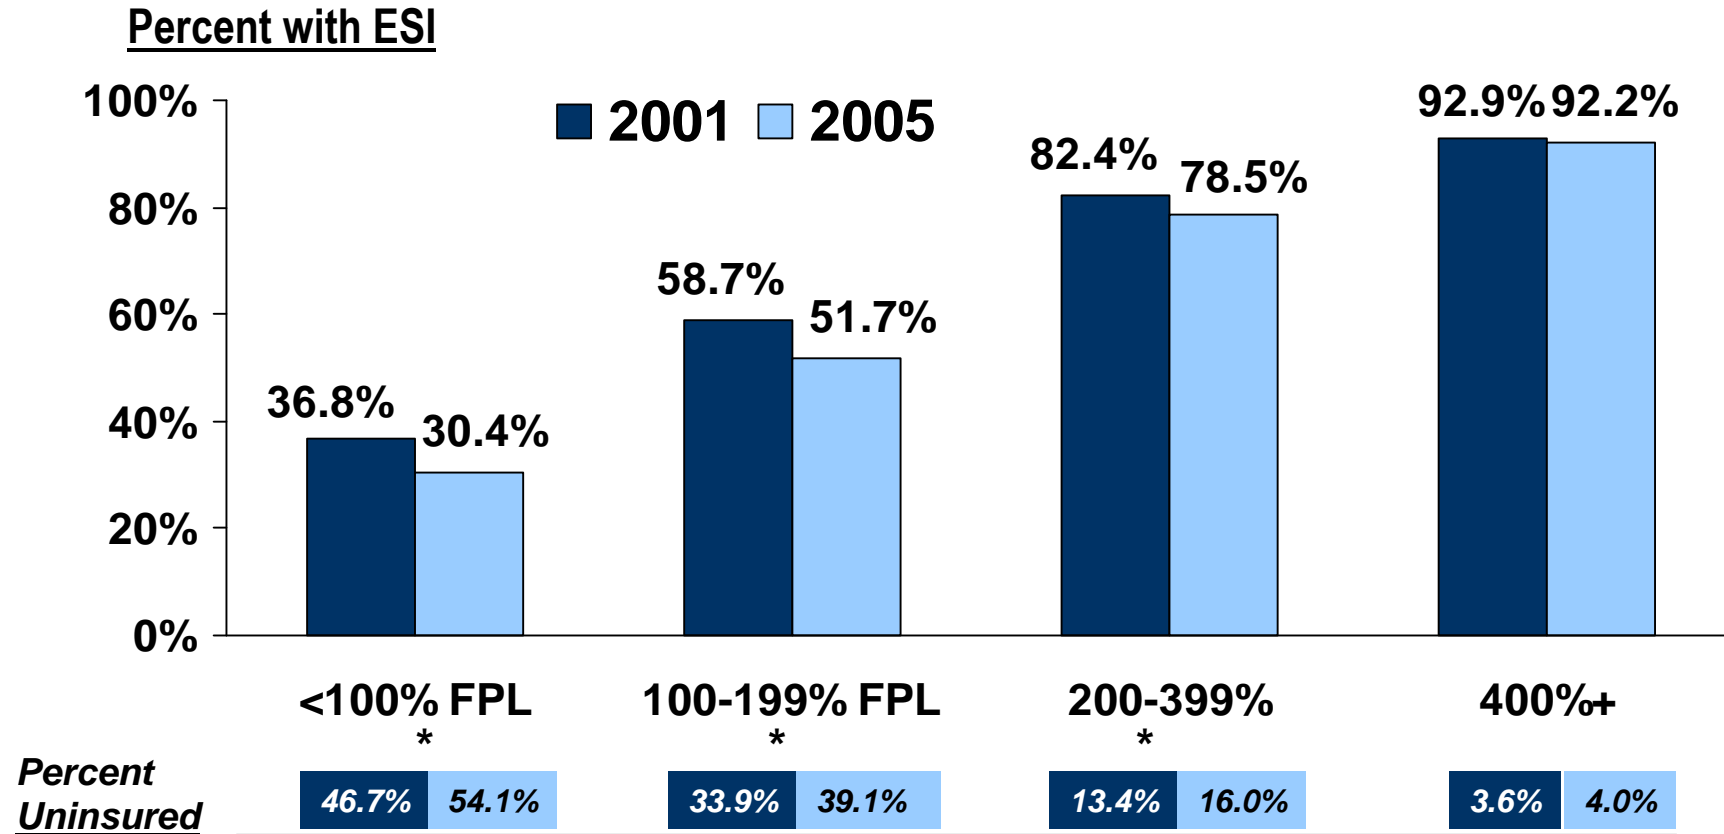 Percent with ESI
100%
80%
60%
40%
20%
0%
2001 2005
36.8% 30.4%
58.7% 51.7%
82.4% 78.5%
92.9% 92.2%
<100% FPL 100-199% FPL 200-399% 400%+
* * *
Percent
Uninsured
46.7% 54.1% 33.9% 39.1% 13.4% 16.0% 3.6% 4.0%